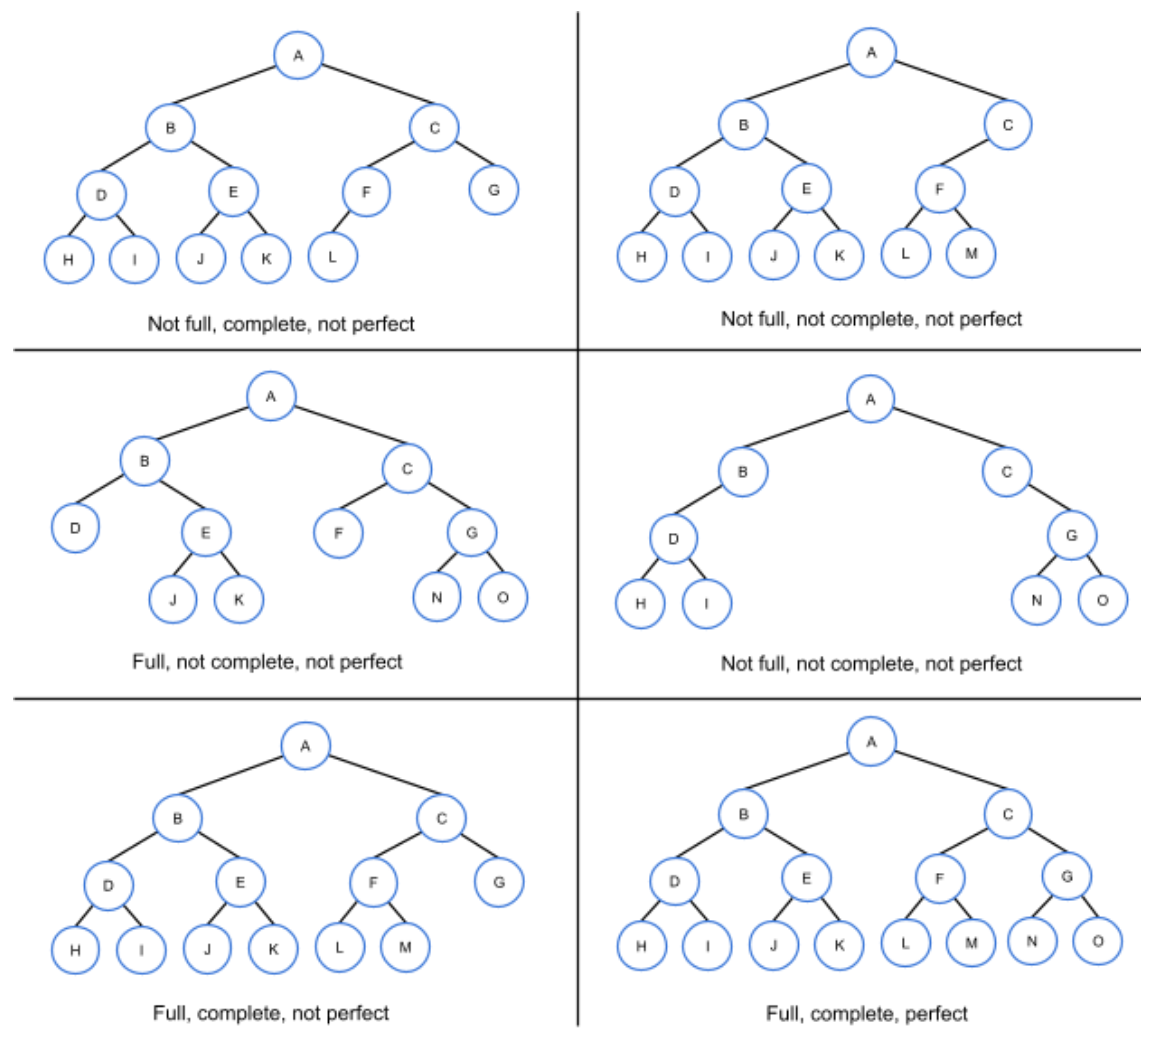 A
B C
D E F G
H I J K L
Not full, complete, not perfect
A
B C
D E F
H I J K L M
Not full, not complete, not perfect
A
B C
D E F G
J K N O
Full, not complete, not perfect
A
B C
D G
H I N O
Not full, not complete, not perfect
A
B C
D E F G
H I J K L M
Full, complete, not perfect
A
B C
D E F G
H I J K L M N O
Full, complete, perfect